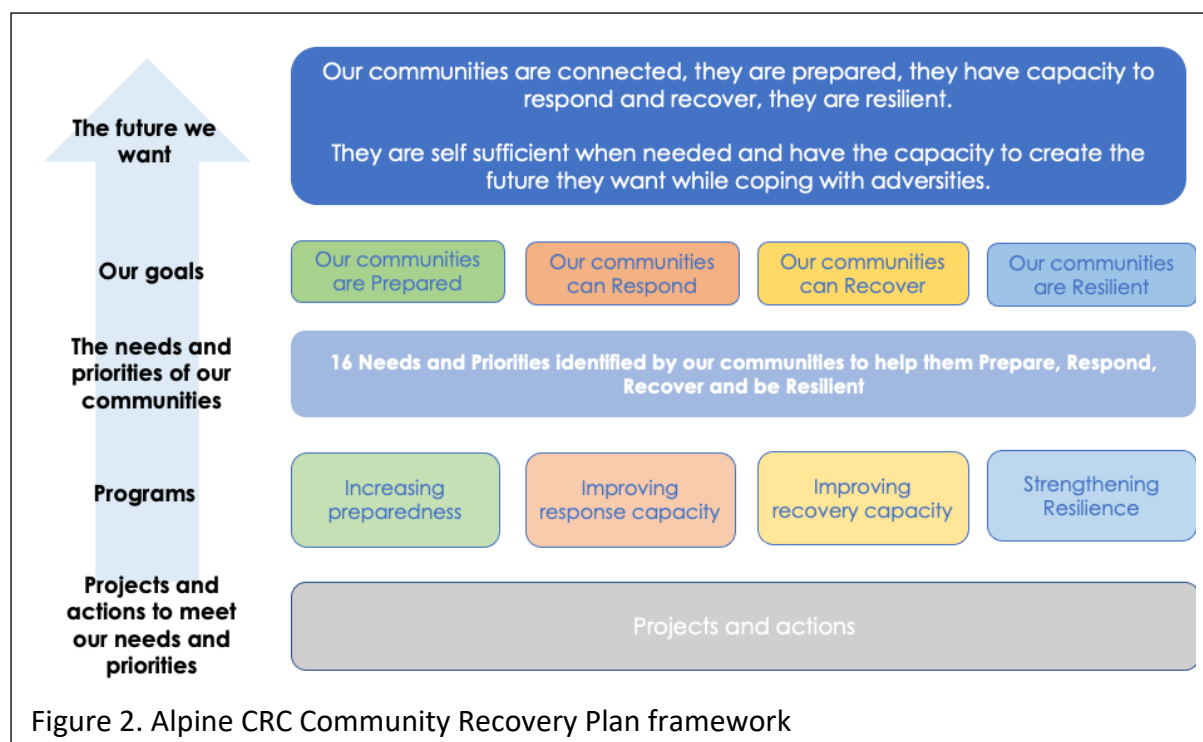 The future we
want
Our communities are connected, they are prepared, they have capacity to
respond and recover, they are resilient.
They are self sufficient when needed and have the capacity to create the
future they want while coping with adversities.
Our goals
Our communities
are Prepared
Our communities
can Respond
Our communities
can Recover
Our communities
are Resilient
The needs and
priorities of our
communities
16 Needs and Priorities identified by our communities to help them Prepare, Respond,
Recover and be Resilient
Programs
Increasing
preparedness
Improving
response capacity
Improving
recovery capacity
Strengthening
Resilience
Projects and
actions to meet
our needs and
priorities
Projects and actions
Figure 2. Alpine CRC Community Recovery Plan framework